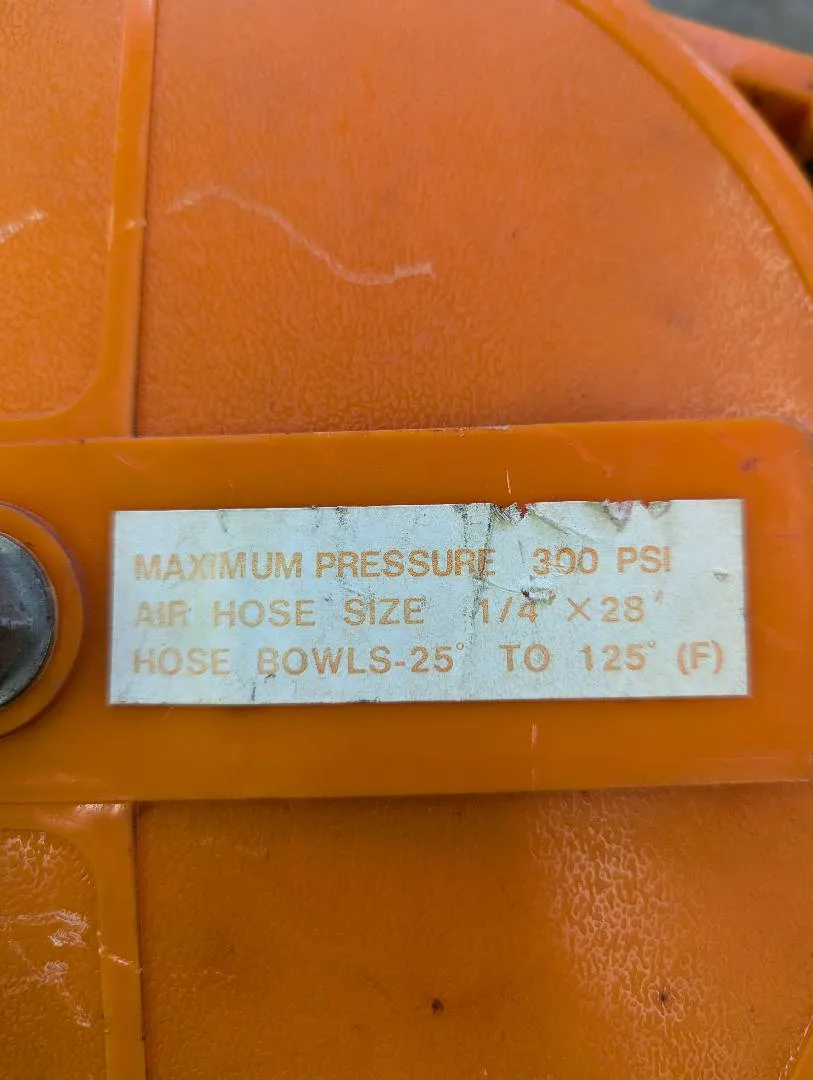 MAXIMUM PRESSURE 300 PSI
AIR HOSE SIZE 1/4" × 28'
HOSE BOWLS-25° TO 125° (F)